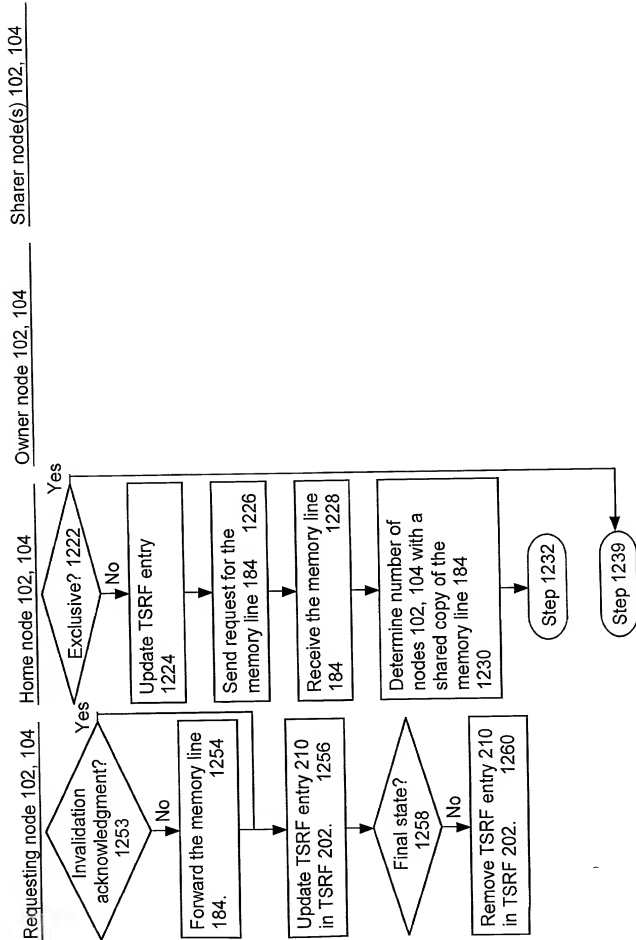 Requesting node 102, 104
Invalidation
acknowledgment?
1253
Yes
No
Forward the memory line
184. 1254
Update TSRF entry 210
in TSRF 202. 1256
Final state?
1258
No
Remove TSRF entry 210
in TSRF 202. 1260
Home node 102, 104
Exclusive? 1222
Yes
No
Update TSRF entry
1224
Send request for the
memory line 184 1226
Receive the memory line
184 1228
Determine number of
nodes 102, 104 with a
shared copy of the
memory line 184
1230
Step 1232
Step 1239
Owner node 102, 104
Sharer node(s) 102, 104